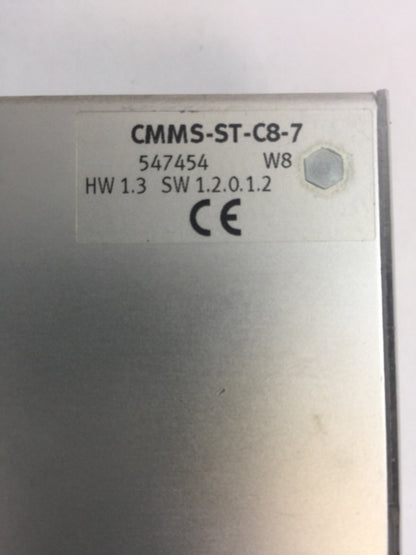 CMMS-ST-C8-7
547454 W8
HW 1.3 SW 1.2.0.1.2
CE